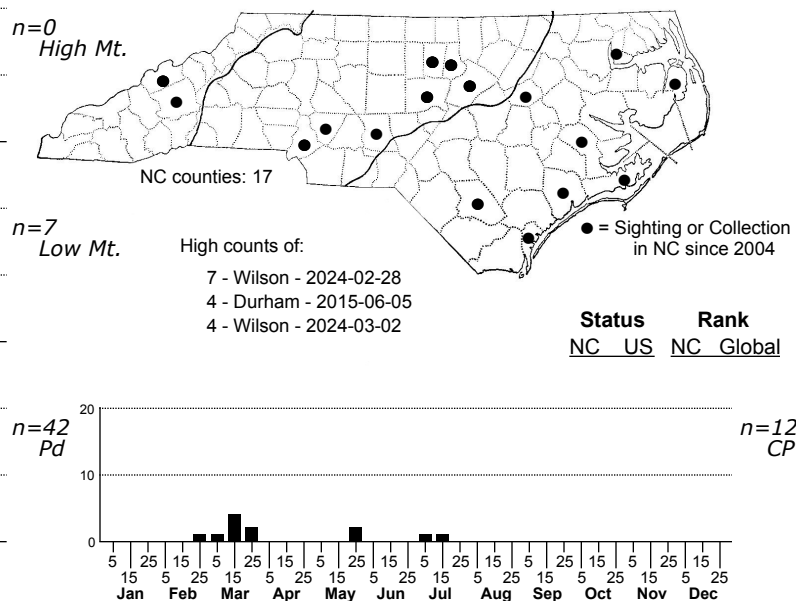 n=0
High Mt.
NC counties: 17
n=7
Low Mt.
High counts of:
7 - Wilson - 2024-02-28
4 - Durham - 2015-06-05
4 - Wilson - 2024-03-02
● = Sighting or Collection
in NC since 2004
Status Rank
NC US NC Global
n=42
Pd
n=12
CP
20
10
0
5 15 25 5 15 25 5 15 25 5 15 25 5 15 25 5 15 25 5 15 25 5 15 25 5 15 25 5 15 25 5 15 25 5 15 25
Jan Feb Mar Apr May Jun Jul Aug Sep Oct Nov Dec